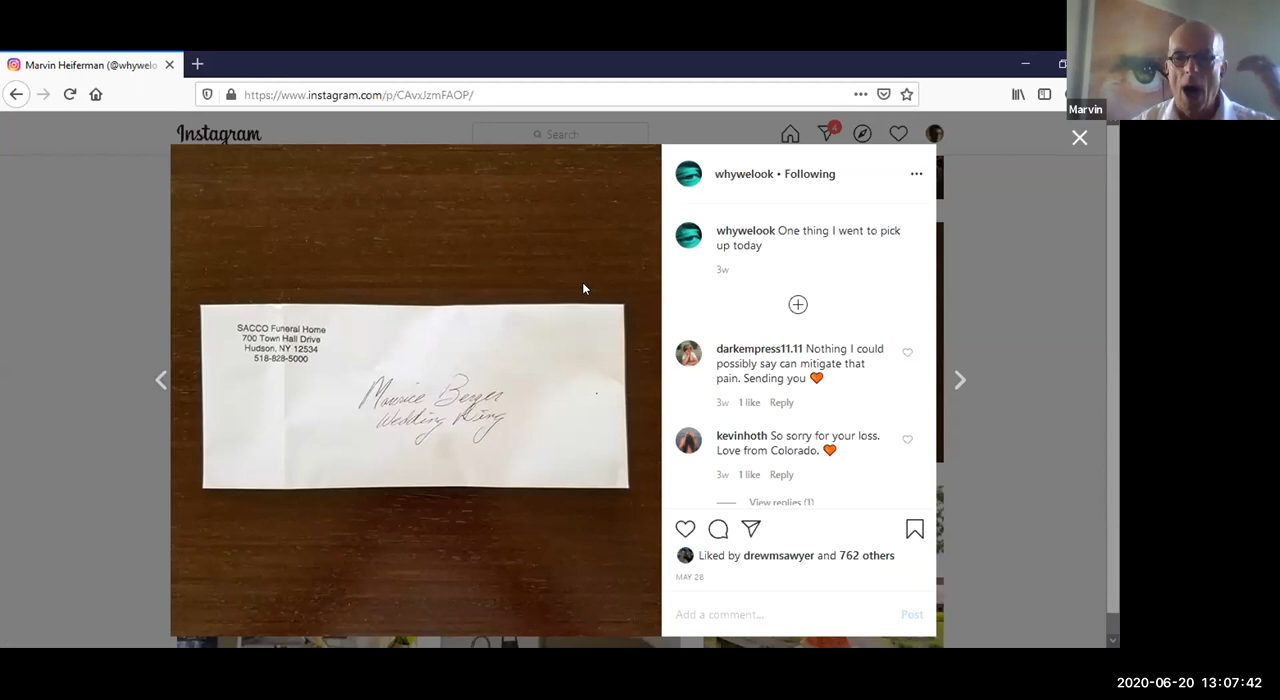 Marvin Heiferman (@whywelo
https://www.instagram.com/p/CAvxJzmFAOP/
Marvin
Instagram
Search
4
whywelook • Following
whywelook One thing I went to pick
up today
3w
SACCO Funeral Home
700 Town Hall Drive
Hudson, NY 12534
518-828-5000
Maurice Berger
Wedding Ring
darkempress11.11 Nothing I could
possibly say can mitigate that
pain. Sending you 🧡
3w 1 like Reply
kevinhoth So sorry for your loss.
Love from Colorado. 🧡
3w 1 like Reply
View replies (1)
Liked by drewmsawyer and 762 others
MAY 28
Add a comment... Post
2020-06-20 13:07:42